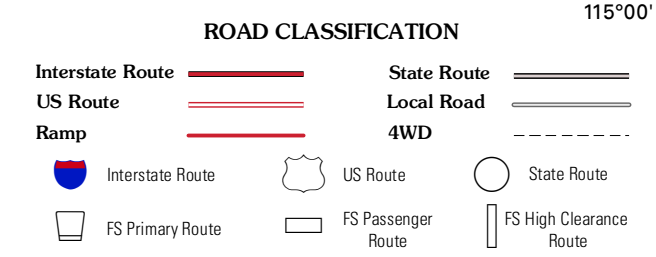 115°00'
ROAD CLASSIFICATION
Interstate Route
State Route
US Route
Local Road
Ramp
4WD
Interstate Route
US Route
State Route
FS Primary Route
FS Passenger
Route
FS High Clearance
Route